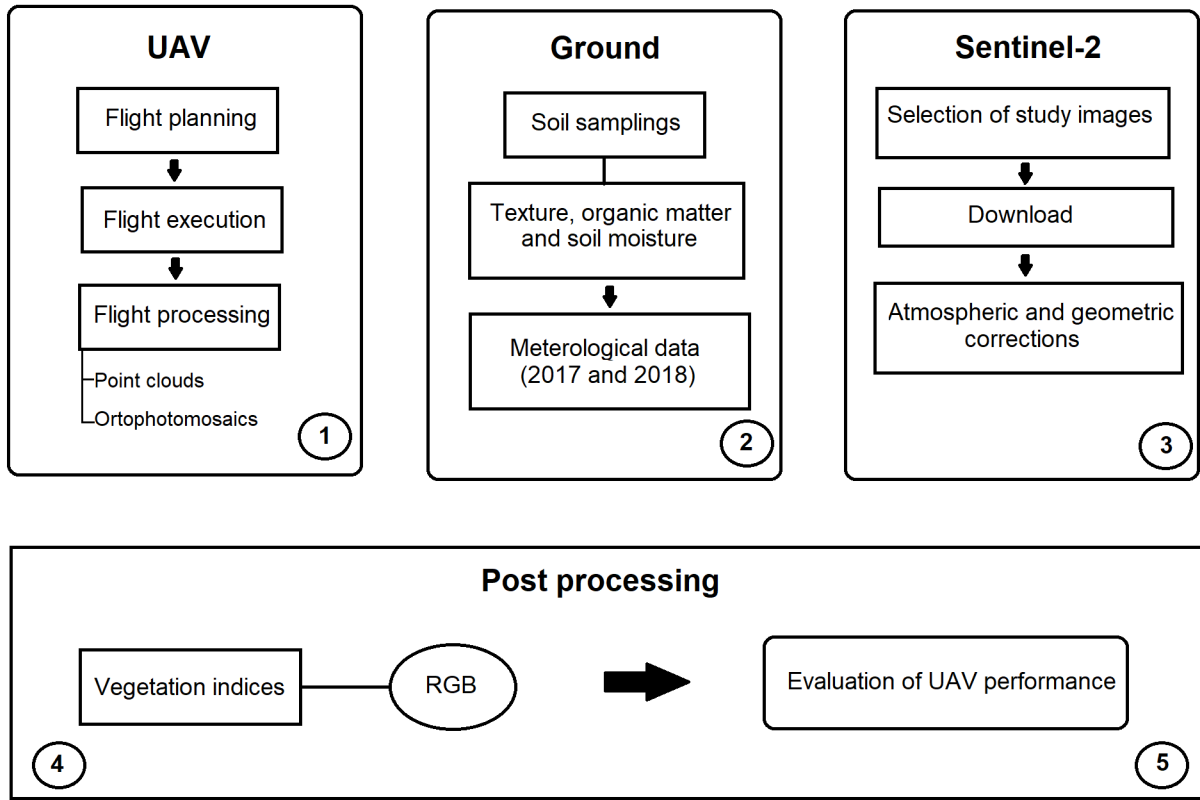 UAV
Flight planning
Flight execution
Flight processing
Point clouds
Ortophotomosaics
1
Ground
Soil samplings
Texture, organic matter
and soil moisture
Meterological data
(2017 and 2018)
2
Sentinel-2
Selection of study images
Download
Atmospheric and geometric
corrections
3
Post processing
Vegetation indices
RGB
Evaluation of UAV performance
4
5